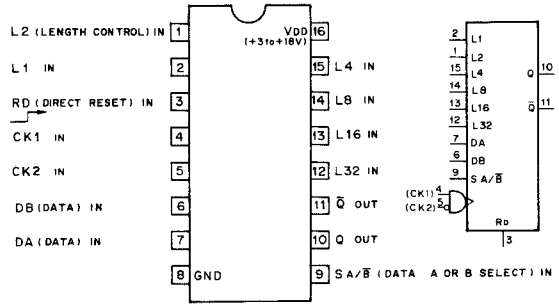 L2 (LENGTH CONTROL) IN 1
L1 IN 2
RD (DIRECT RESET) IN 3
CK1 IN 4
CK2 IN 5
DB (DATA) IN 6
DA (DATA) IN 7
8 GND
VDD 16
(+3 to +18V)
15 L4 IN
14 L8 IN
13 L16 IN
12 L32 IN
11 Q̅ OUT
10 Q OUT
9 S A/B̅ (DATA A OR B SELECT) IN
2 L1
1 L2
15 L4
14 L8
13 L16
12 L32
7 DA
6 DB
9 S A/B̅
(CK1) 4
(CK2) 5
Q 10
Q̅ 11
RD
3